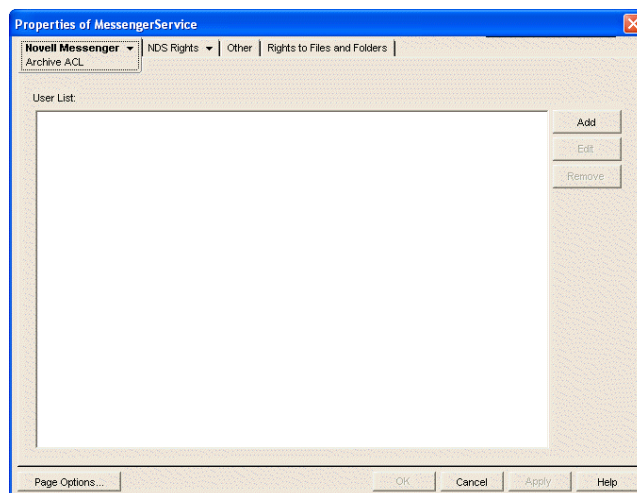 Properties of MessengerService
Novell Messenger NDS Rights Other Rights to Files and Folders
Archive ACL
User List:
Add
Edit
Remove
Page Options... OK Cancel Apply Help